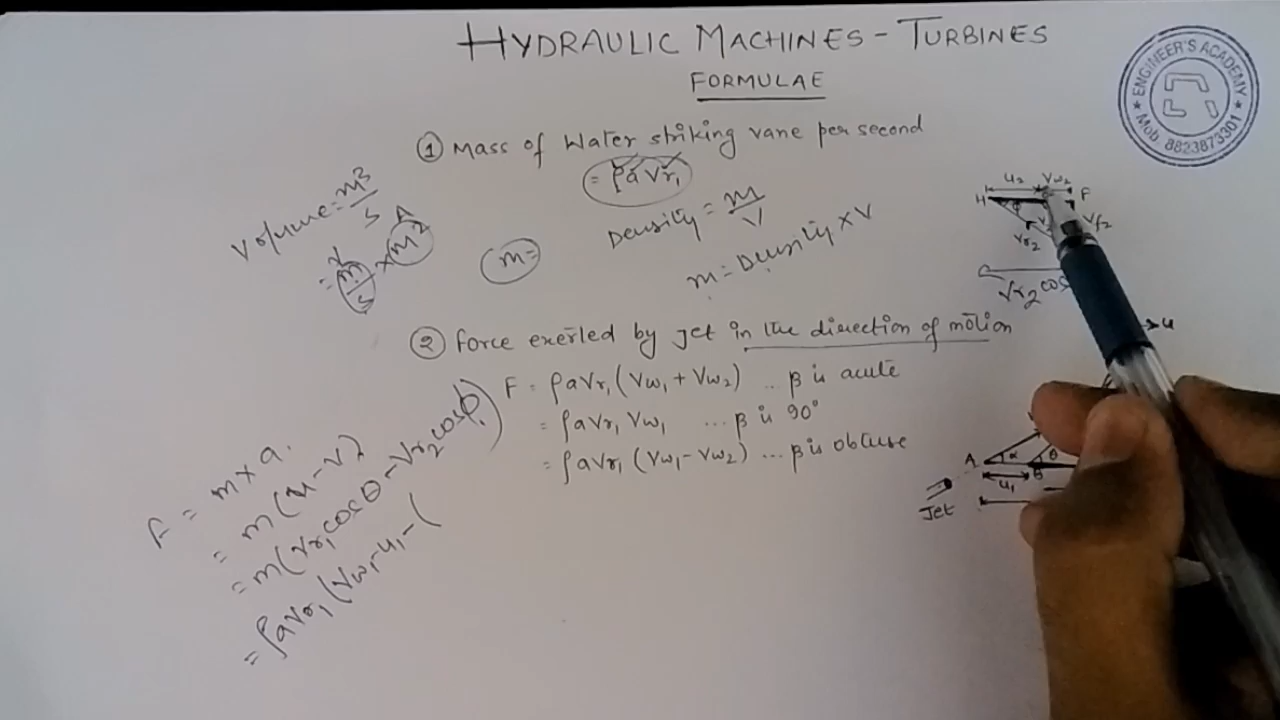 HYDRAULIC MACHINES - TURBINES
FORMULAE
ENGINEER'S ACADEMY
Mob. 8823873301
① Mass of Water striking vane per second
= ρaVr₁
Volume = m³/s
= m/s × m²
V A
m =
Density = m/V
m = Density × V
u₂ Vw₂
H F
φ Vf₂
Vr₂
Vr₂ cos
② Force exerted by jet in the direction of motion
F = ρaVr₁ (Vw₁ + Vw₂) ... β is acute
= ρaVr₁ Vw₁ ... β is 90°
= ρaVr₁ (Vw₁ - Vw₂) ... β is obtuse
F = m × a.
= m(u - v)
= m(Vr₁ cosθ - Vr₂ cosφ)
= ρaVr₁ (Vw₁ - u₁ - (
u
A α θ
B
u₁
Jet